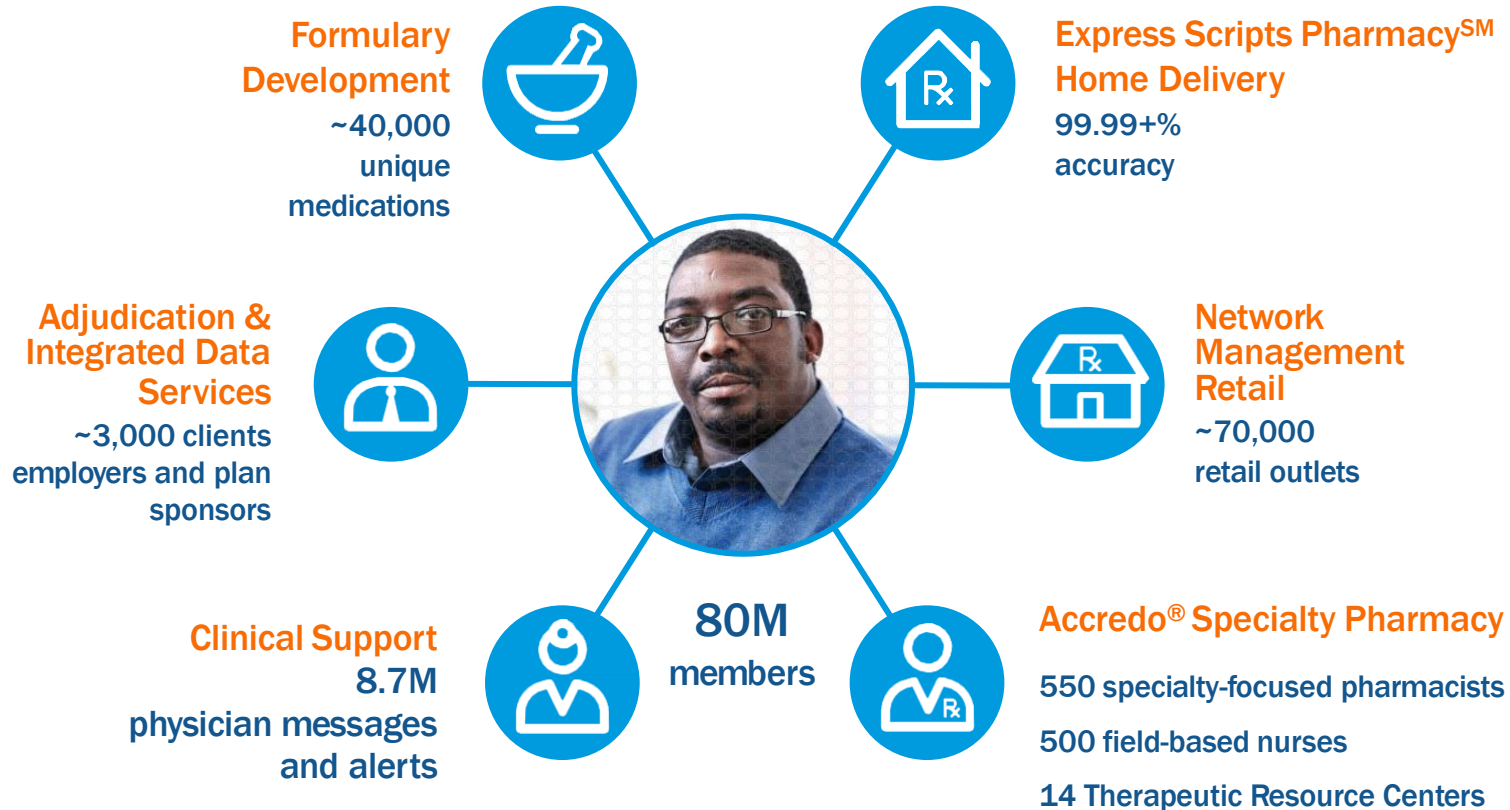 Formulary
Development
~40,000
unique
medications
Express Scripts Pharmacy℠
Home Delivery
99.99+%
accuracy
Rx
Adjudication &
Integrated Data
Services
~3,000 clients
employers and plan
sponsors
Rx
Network
Management
Retail
~70,000
retail outlets
Clinical Support
8.7M
physician messages
and alerts
80M
members
Rx
Accredo® Specialty Pharmacy
550 specialty-focused pharmacists
500 field-based nurses
14 Therapeutic Resource Centers